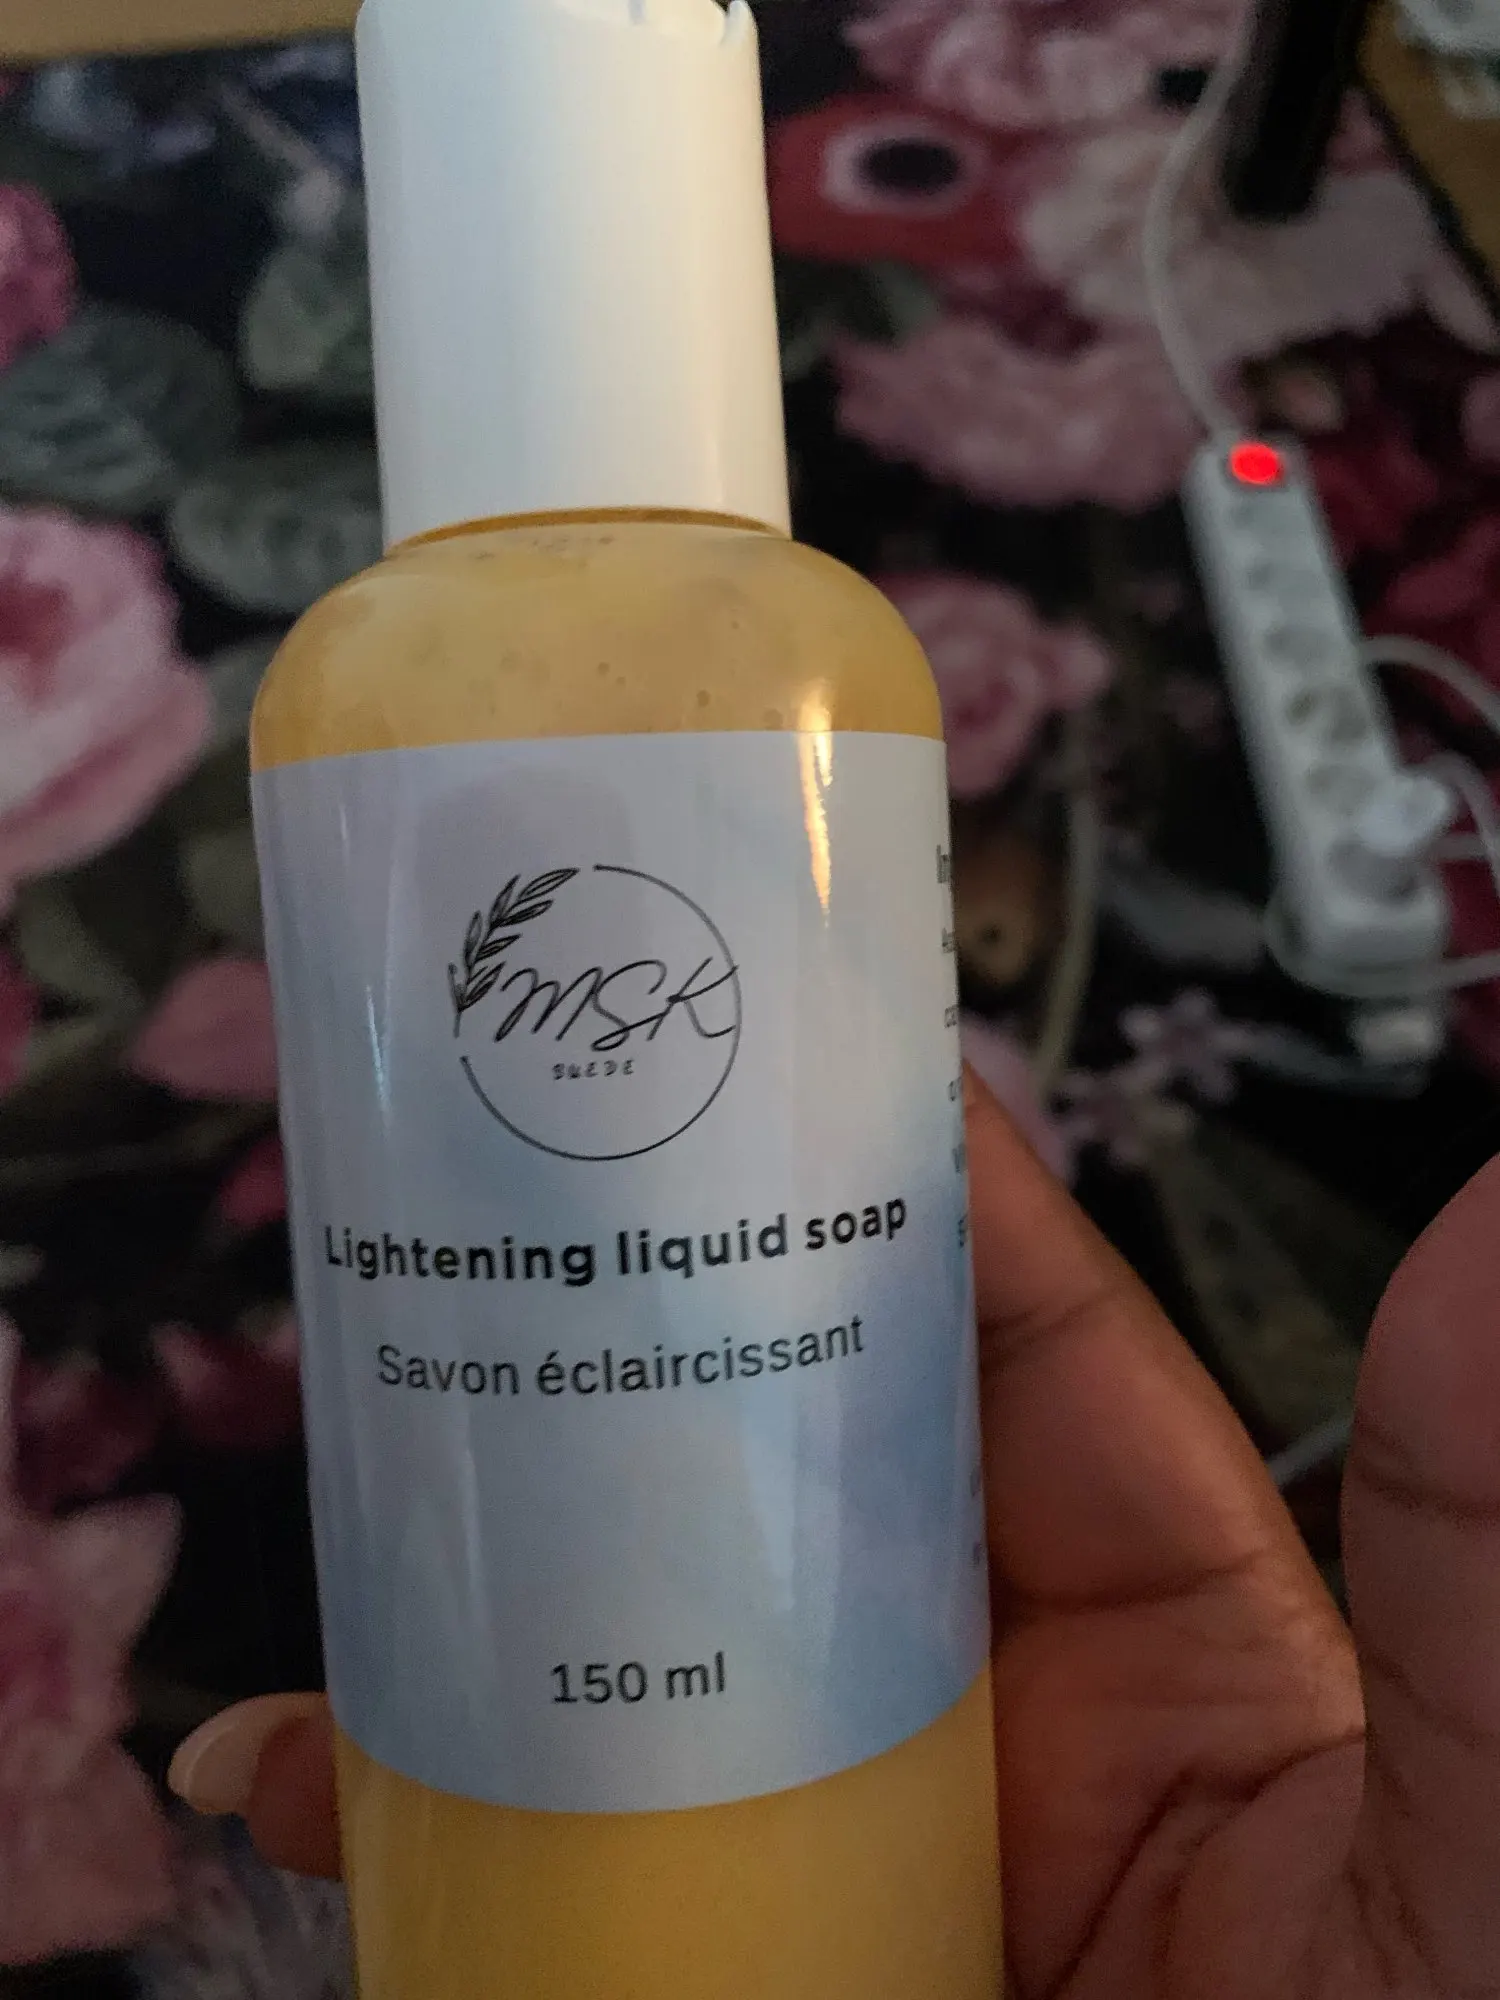 MSK
SUEDE
Lightening liquid soap
Savon éclaircissant
150 ml